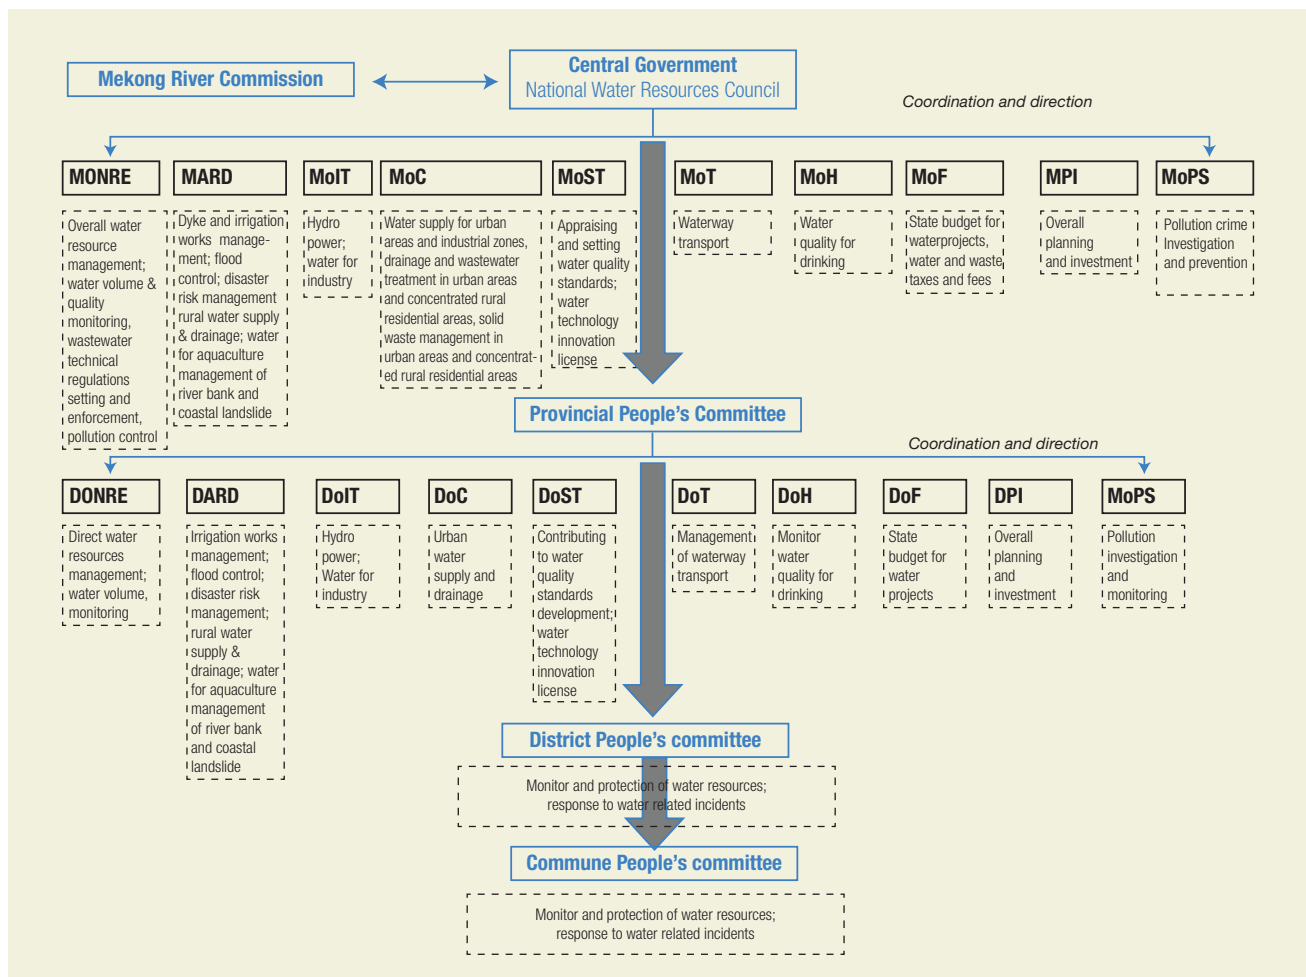 Mekong River Commission
Central Government
National Water Resources Council
Coordination and direction
MONRE
Overall water
resource
management;
water volume &
quality
monitoring,
wastewater
technical
regulations
setting and
enforcement,
pollution control
MARD
Dyke and irrigation
works manage-
ment; flood
control; disaster
risk management
rural water supply
& drainage; water
for aquaculture
management of
river bank and
coastal landslide
MoIT
Hydro
power;
water for
industry
MoC
Water supply for urban
areas and industrial zones,
drainage and wastewater
treatment in urban areas
and concentrated rural
residential areas, solid
waste management in
urban areas and concentrat-
ed rural residential areas
MoST
Appraising
and setting
water quality
standards;
water
technology
innovation
license
MoT
Waterway
transport
MoH
Water
quality for
drinking
MoF
State budget for
waterprojects,
water and waste
taxes and fees
MPI
Overall
planning
and investment
MoPS
Pollution crime
Investigation
and prevention
Provincial People's Committee
Coordination and direction
DONRE
Direct water
resources
management;
water volume,
monitoring
DARD
Irrigation works
management;
flood control;
disaster risk
management;
rural water
supply &
drainage; water
for aquaculture
management
of river bank
and coastal
landslide
DoIT
Hydro
power;
Water for
industry
DoC
Urban
water
supply and
drainage
DoST
Contributing
to water
quality
standards
development;
water
technology
innovation
license
DoT
Management
of waterway
transport
DoH
Monitor
water
quality for
drinking
DoF
State
budget for
water
projects
DPI
Overall
planning
and
investment
MoPS
Pollution
investigation
and
monitoring
District People's committee
Monitor and protection of water resources;
response to water related incidents
Commune People's committee
Monitor and protection of water resources;
response to water related incidents